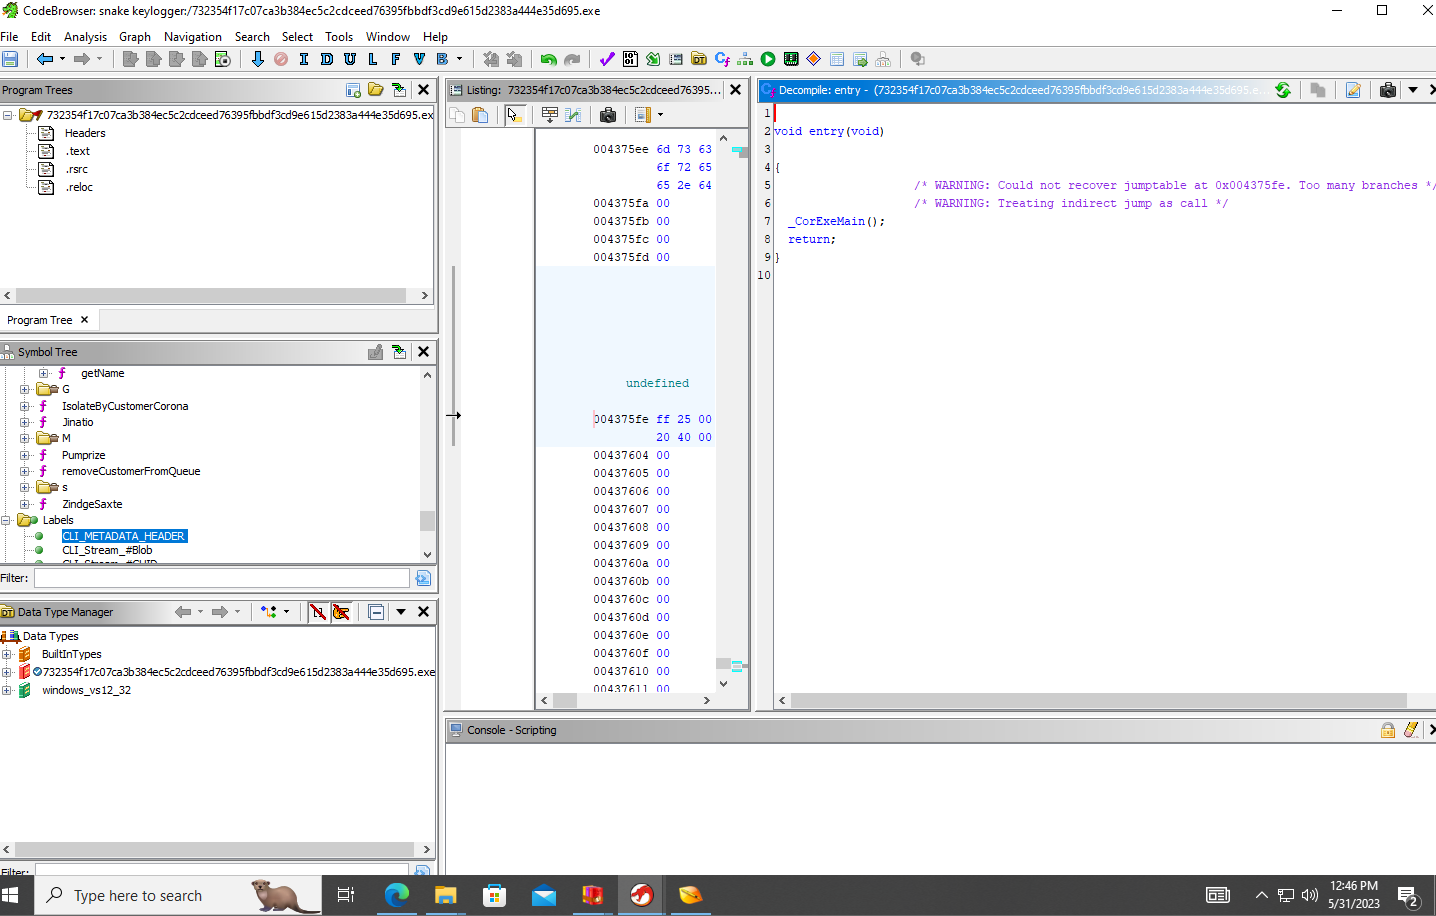 CodeBrowser: snake keylogger:/732354f17c07ca3b384ec5c2cdceed76395fbbdf3cd9e615d2383a444e35d695.exe
File Edit Analysis Graph Navigation Search Select Tools Window Help
I D U L F V B
Program Trees
732354f17c07ca3b384ec5c2cdceed76395fbbdf3cd9e615d2383a444e35d695.ex
Headers
.text
.rsrc
.reloc
Program Tree
Symbol Tree
getName
G
IsolateByCustomerCorona
Jinatio
M
Pumprize
removeCustomerFromQueue
s
ZindgeSaxte
Labels
CLI_METADATA_HEADER
CLI_Stream_#Blob
CLI_Stream_#GUID
Filter:
Data Type Manager
Data Types
BuiltInTypes
732354f17c07ca3b384ec5c2cdceed76395fbbdf3cd9e615d2383a444e35d695.exe
windows_vs12_32
Filter:
Listing: 732354f17c07ca3b384ec5c2cdceed76395...
004375ee 6d 73 63
6f 72 65
65 2e 64
004375fa 00
004375fb 00
004375fc 00
004375fd 00
undefined
004375fe ff 25 00
20 40 00
00437604 00
00437605 00
00437606 00
00437607 00
00437608 00
00437609 00
0043760a 00
0043760b 00
0043760c 00
0043760d 00
0043760e 00
0043760f 00
00437610 00
00437611 00
Decompile: entry - (732354f17c07ca3b384ec5c2cdceed76395fbbdf3cd9e615d2383a444e35d695.e...
1
2 void entry(void)
3
4 {
5 /* WARNING: Could not recover jumptable at 0x004375fe. Too many branches */
6 /* WARNING: Treating indirect jump as call */
7 _CorExeMain();
8 return;
9 }
10
Console - Scripting
Type here to search
12:46 PM
5/31/2023
2